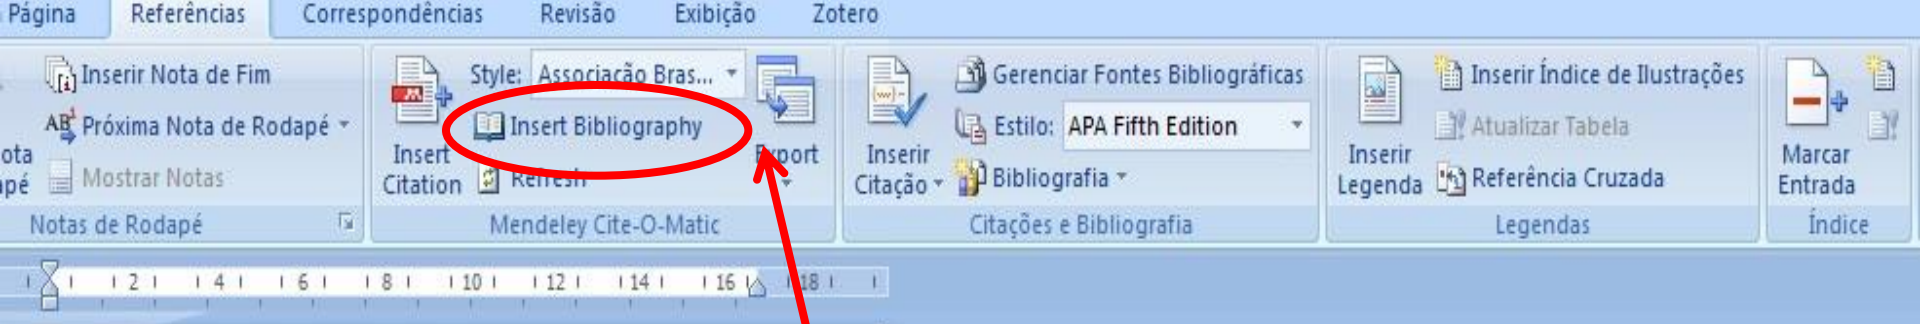 Página Referências Correspondências Revisão Exibição Zotero
Inserir Nota de Fim
AB Próxima Nota de Rodapé
Mostrar Notas
Notas de Rodapé
Insert Citation
Style: Associação Bras...
Insert Bibliography
Refresh
Export
Mendeley Cite-O-Matic
Inserir Citação
Gerenciar Fontes Bibliográficas
Estilo: APA Fifth Edition
Bibliografia
Citações e Bibliografia
Inserir Legenda
Inserir Índice de Ilustrações
Atualizar Tabela
Referência Cruzada
Legendas
Marcar Entrada
Índice
2 4 6 8 10 12 14 16 18